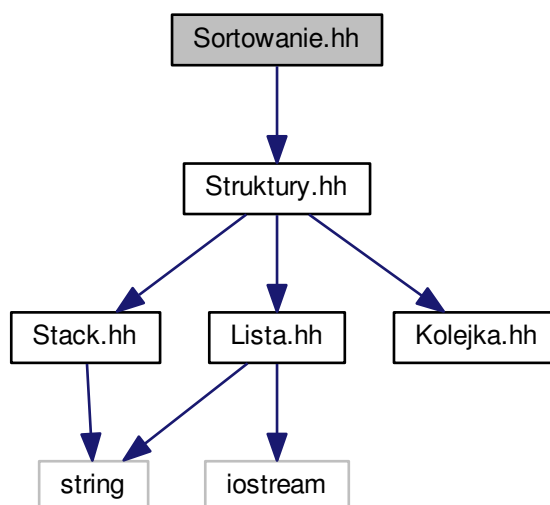 Sortowanie.hh
Struktury.hh
Stack.hh
Lista.hh
Kolejka.hh
string
iostream